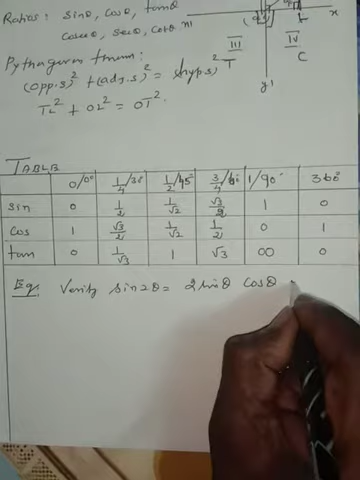 Ratios: sinθ, cosθ, tanθ
cosecθ, secθ, cotθ x'
x
III IV
T C
y'
Pythagoras
(opp.s)² + (adj.s)² = (hyp.s)²
TL² + OL² = OT²
TABLE
0/0° 1/4/30° 1/2/45° 3/4/60° 1/90° 360°
sin 0 1/2 1/√2 √3/2 1 0
cos 1 √3/2 1/√2 1/2 0 1
tan 0 1/√3 1 √3 ∞ 0
Eg: Verify sin2θ = 2sinθ cosθ